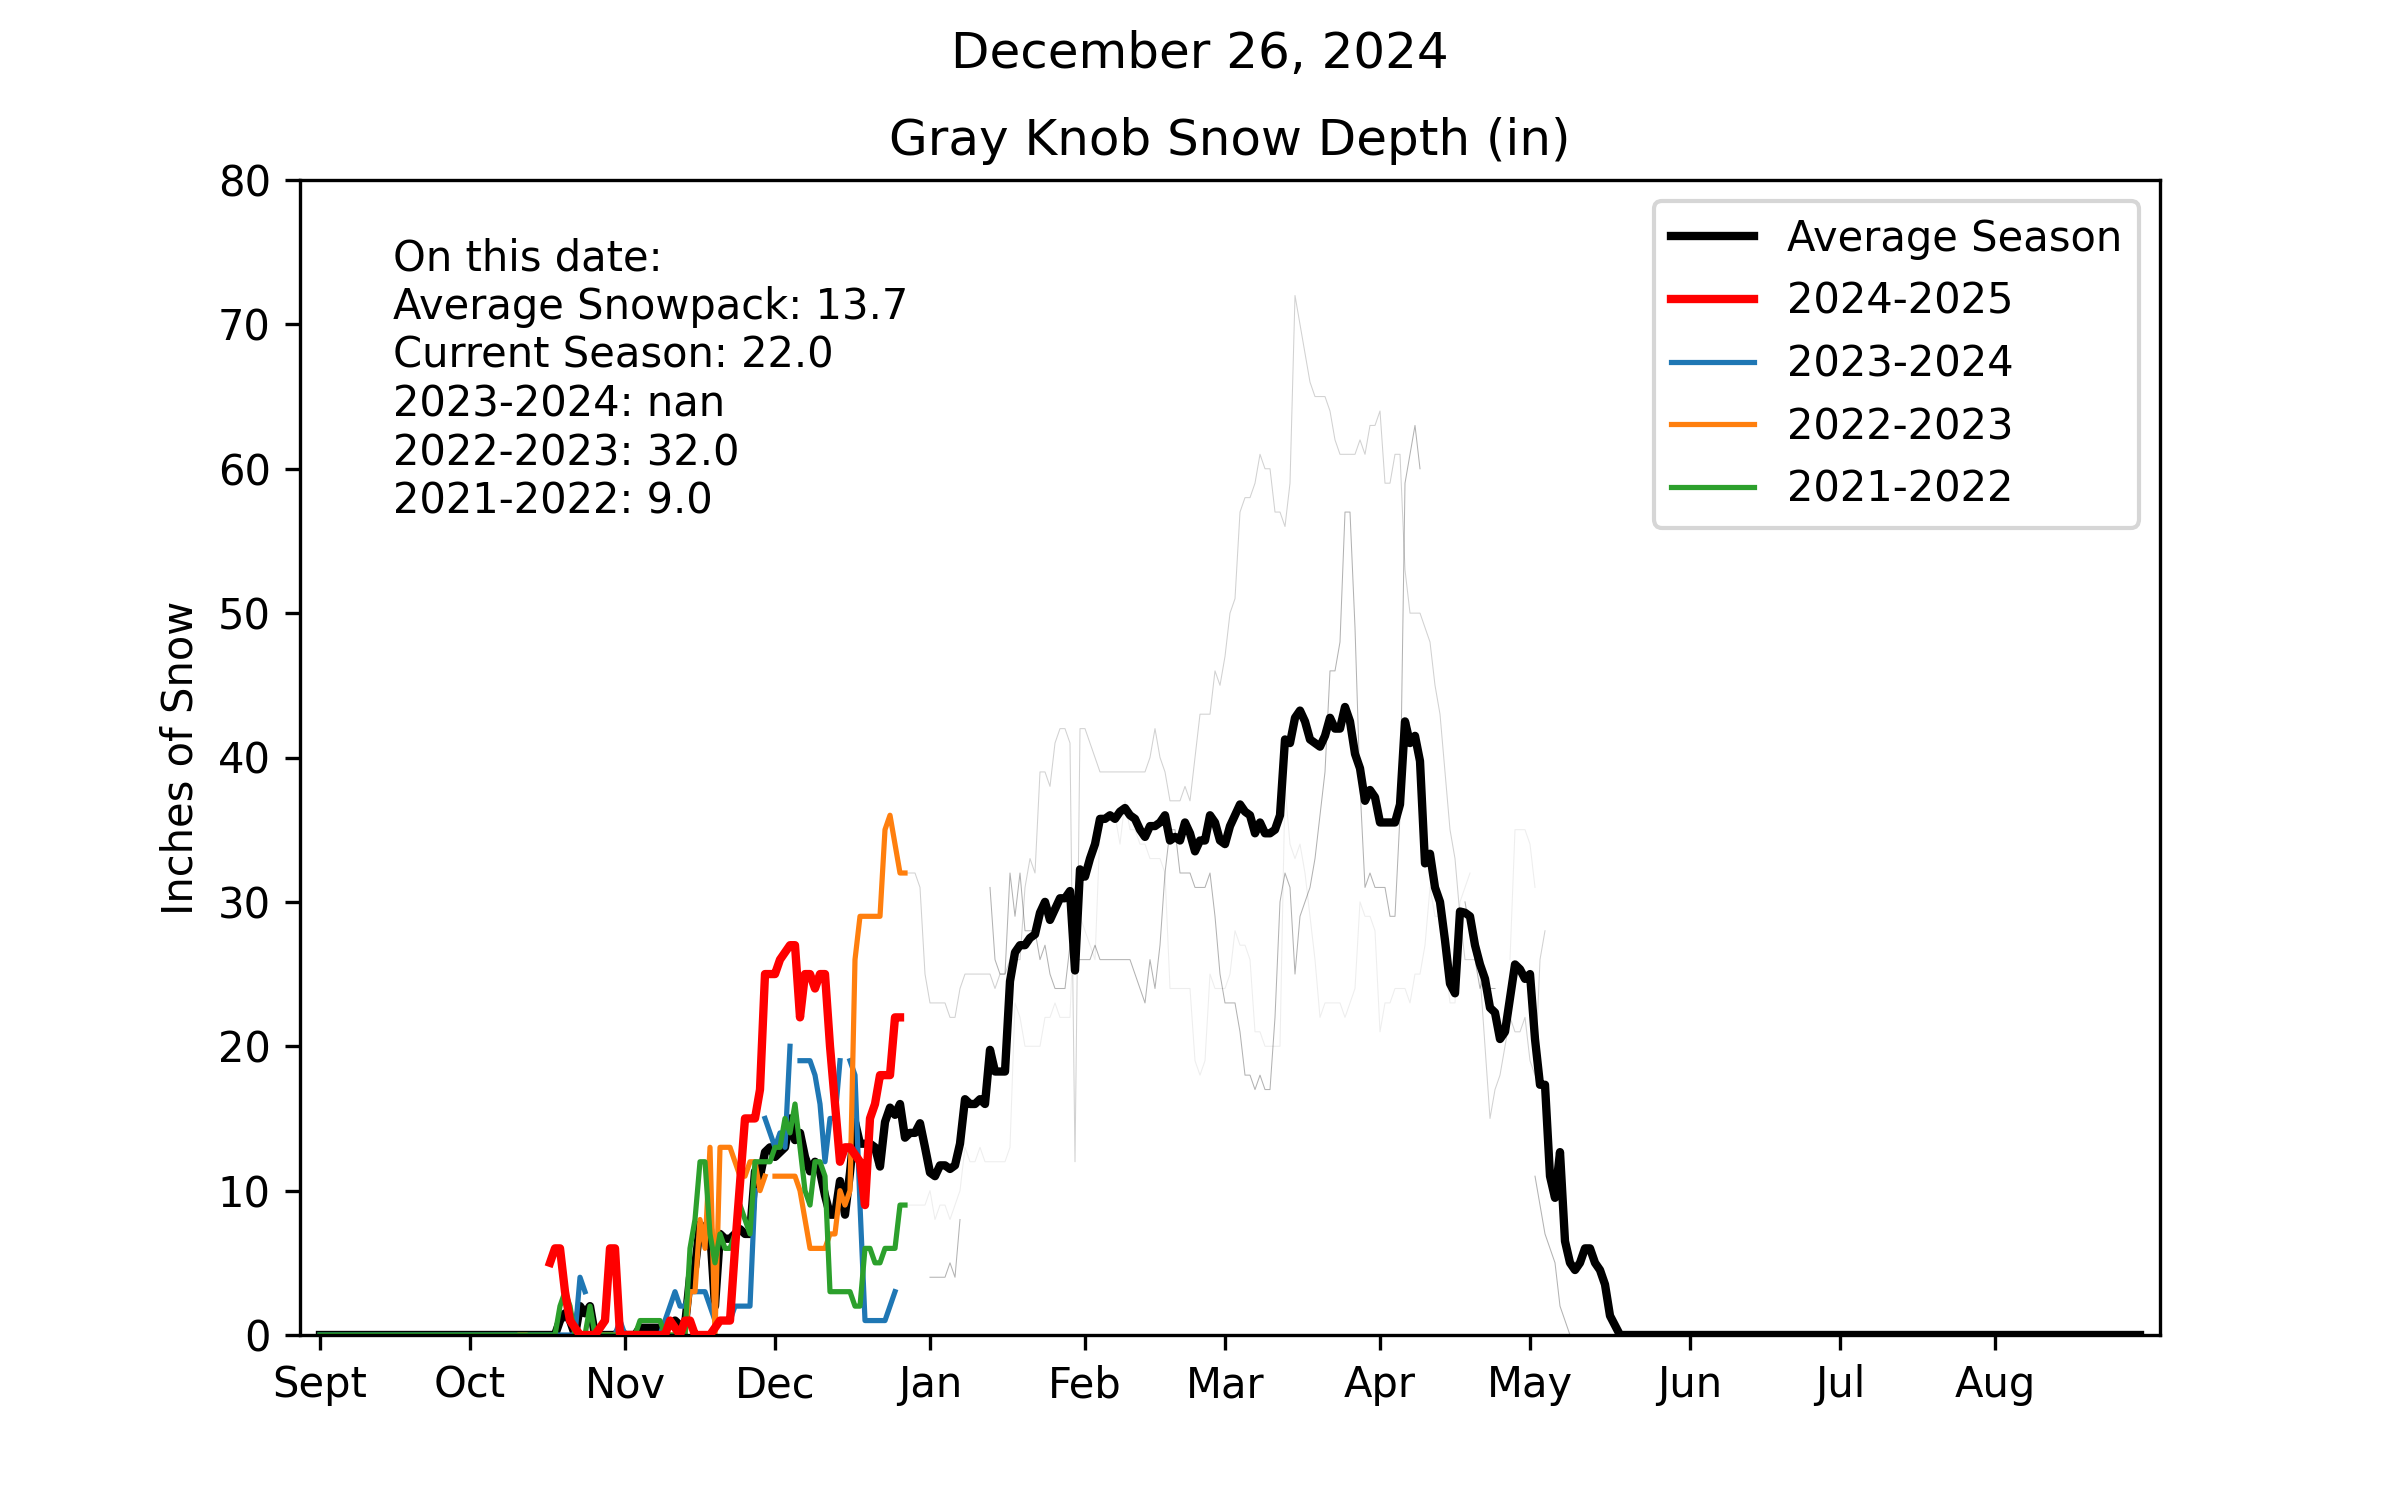 December 26, 2024
Gray Knob Snow Depth (in)
80
70
60
50
40
30
20
10
0
Inches of Snow
On this date:
Average Snowpack: 13.7
Current Season: 22.0
2023-2024: nan
2022-2023: 32.0
2021-2022: 9.0
Average Season
2024-2025
2023-2024
2022-2023
2021-2022
Sept Oct Nov Dec Jan Feb Mar Apr May Jun Jul Aug